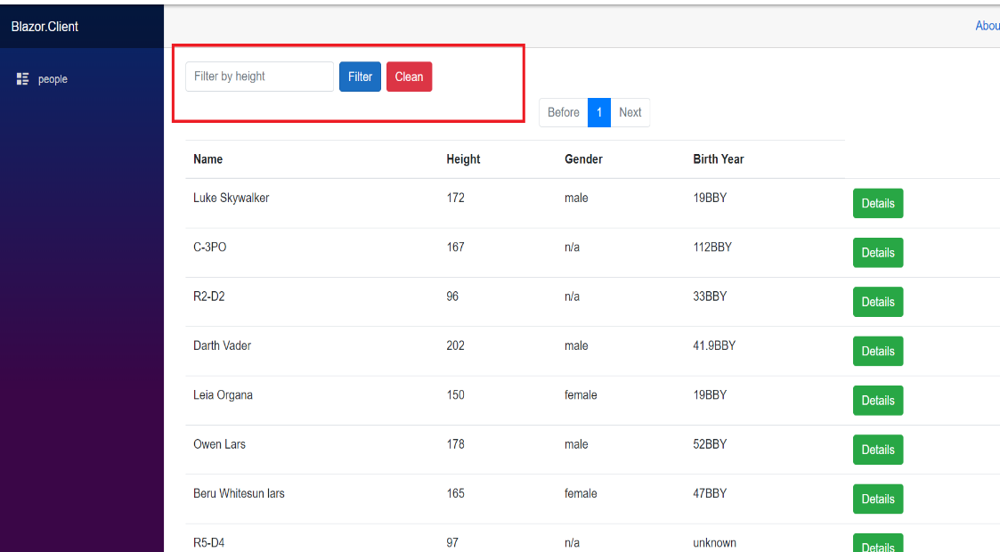 Blazor.Client
Abou
people
Filter by height Filter Clean
Before 1 Next
Name Height Gender Birth Year
Luke Skywalker 172 male 19BBY Details
C-3PO 167 n/a 112BBY Details
R2-D2 96 n/a 33BBY Details
Darth Vader 202 male 41.9BBY Details
Leia Organa 150 female 19BBY Details
Owen Lars 178 male 52BBY Details
Beru Whitesun lars 165 female 47BBY Details
R5-D4 97 n/a unknown Details